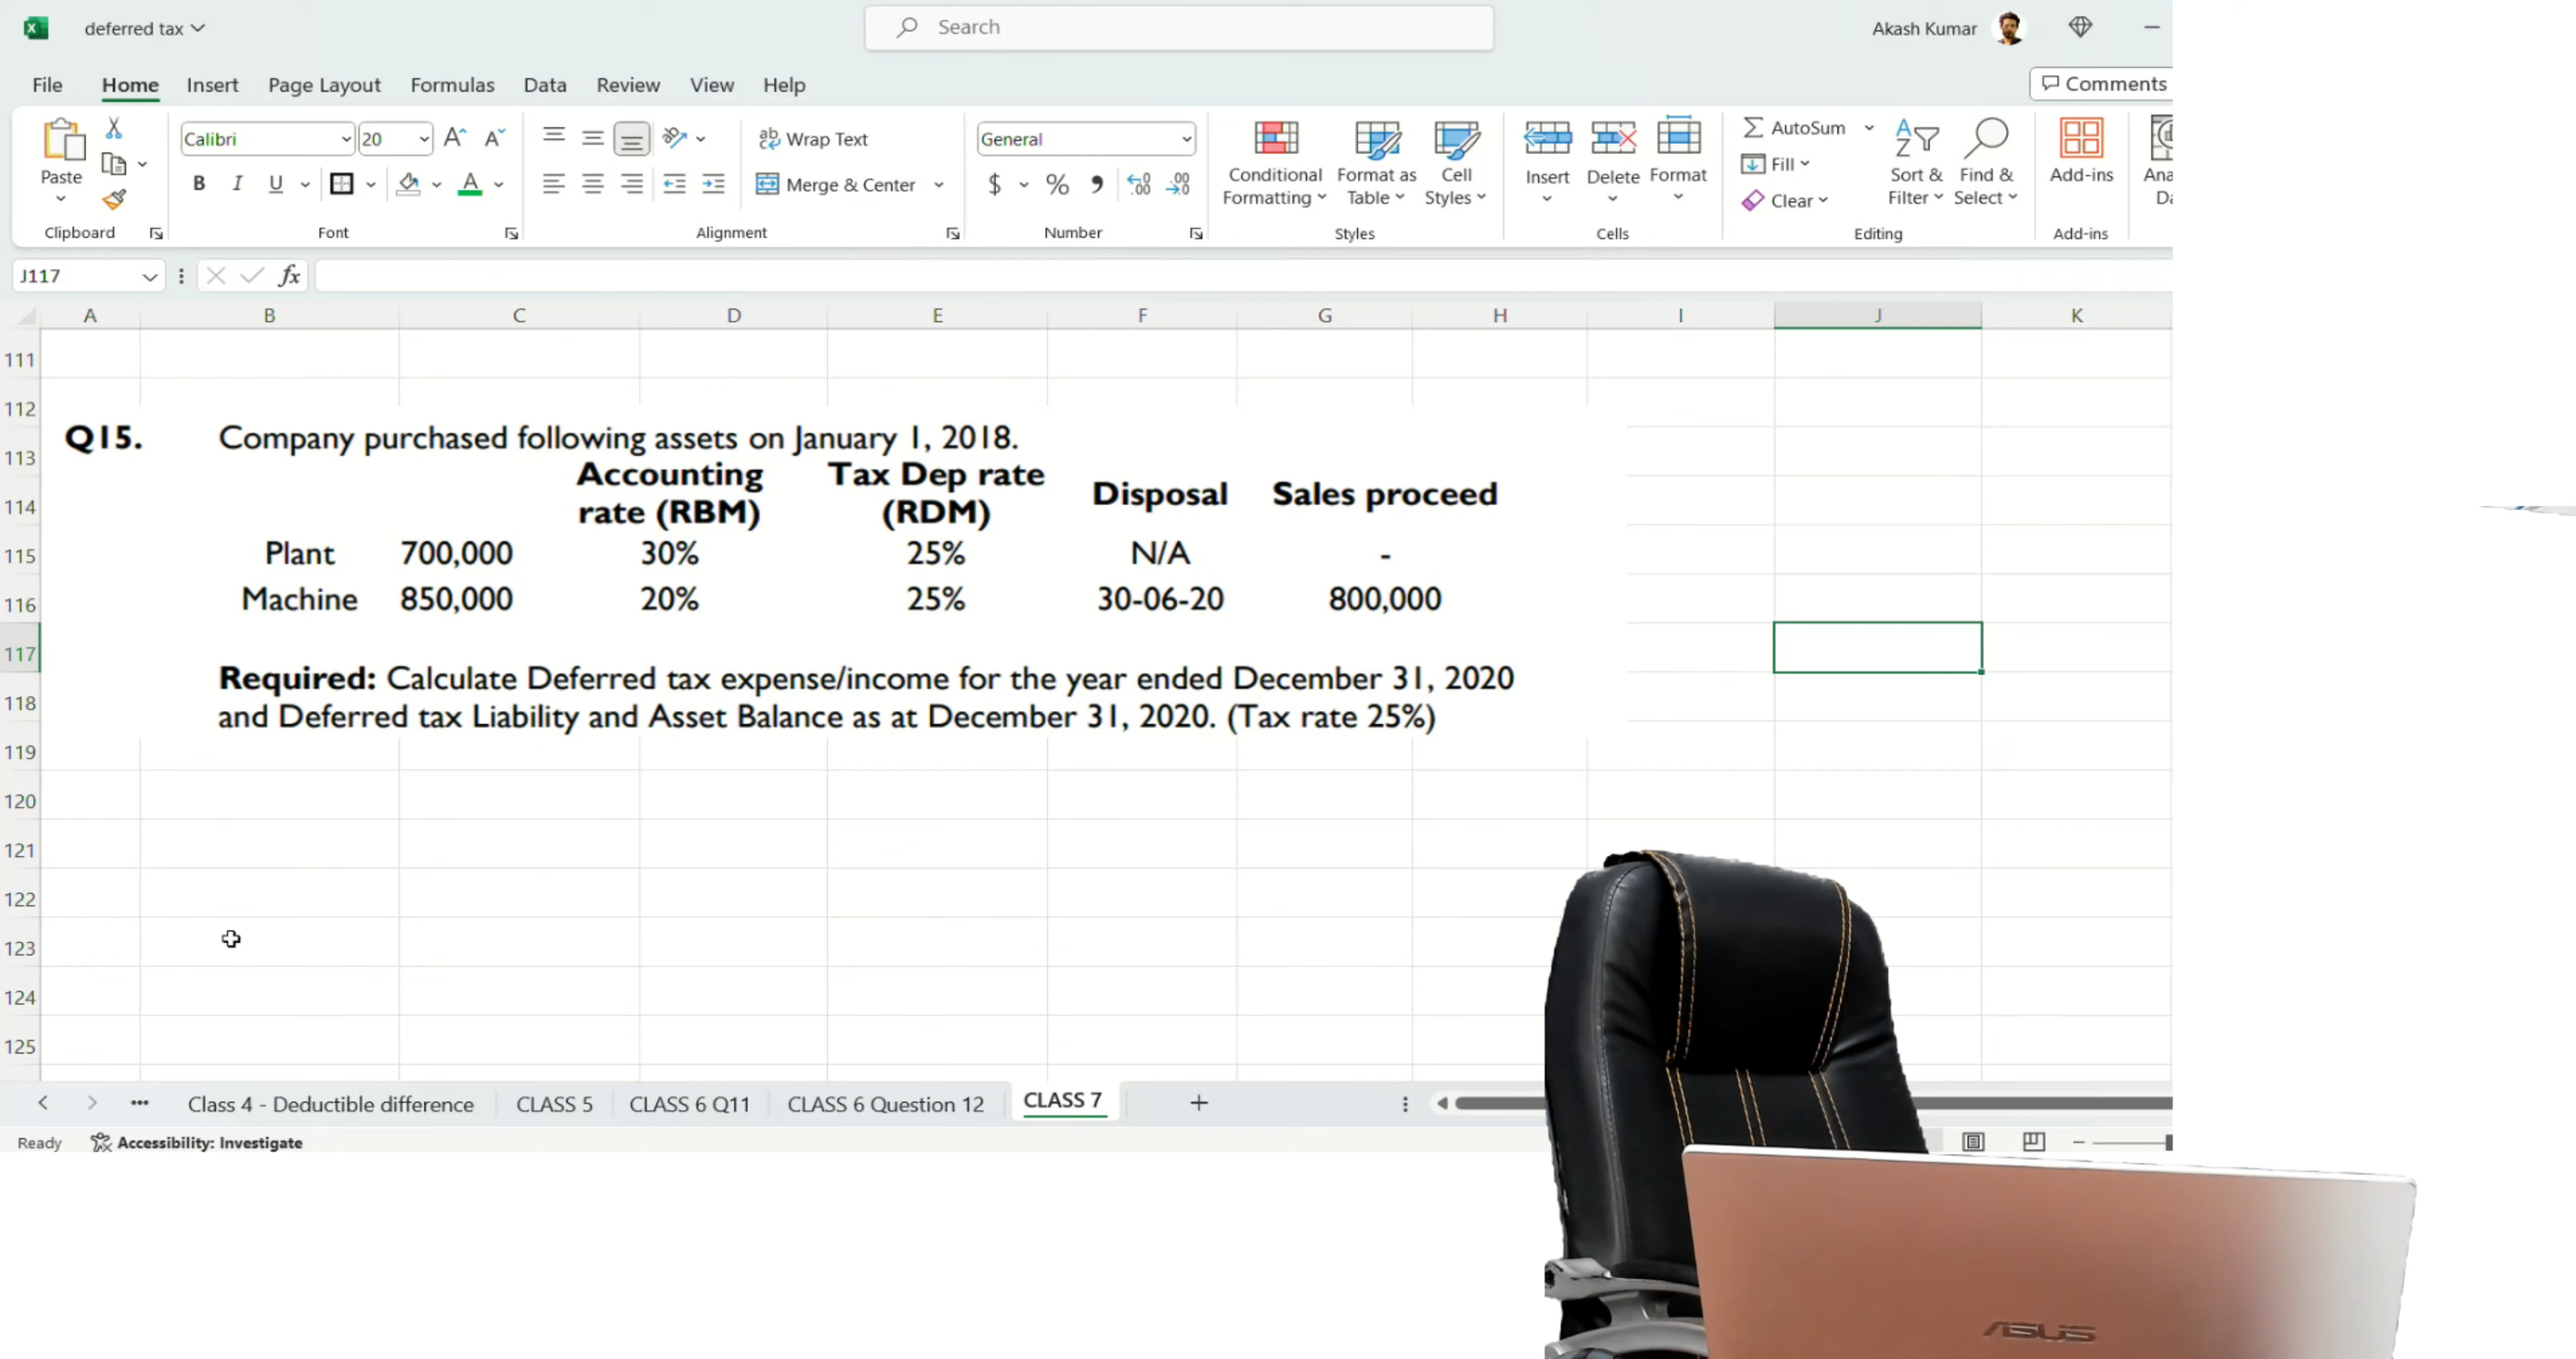 deferred tax
Search
Akash Kumar
File Home Insert Page Layout Formulas Data Review View Help
Comments
Paste
Clipboard
Calibri 20
B I U
Font
Wrap Text
Merge & Center
Alignment
General
$ % ,
Number
Conditional Formatting
Format as Table
Cell Styles
Styles
Insert Delete Format
Cells
AutoSum
Fill
Clear
Sort & Filter
Find & Select
Editing
Add-ins
Add-ins
J117
fx
A B C D E F G H I J K
111
112
113
114
115
116
117
118
119
120
121
122
123
124
125
Q15. Company purchased following assets on January 1, 2018.
Accounting rate (RBM) Tax Dep rate (RDM) Disposal Sales proceed
Plant 700,000 30% 25% N/A -
Machine 850,000 20% 25% 30-06-20 800,000
Required: Calculate Deferred tax expense/income for the year ended December 31, 2020
and Deferred tax Liability and Asset Balance as at December 31, 2020. (Tax rate 25%)
Class 4 - Deductible difference CLASS 5 CLASS 6 Q11 CLASS 6 Question 12 CLASS 7
Ready Accessibility: Investigate
ASUS